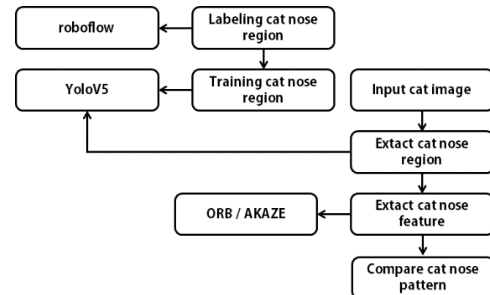 roboflow
Labeling cat nose
region
YoloV5
Training cat nose
region
Input cat image
Extact cat nose
region
ORB / AKAZE
Extact cat nose
feature
Compare cat nose
pattern